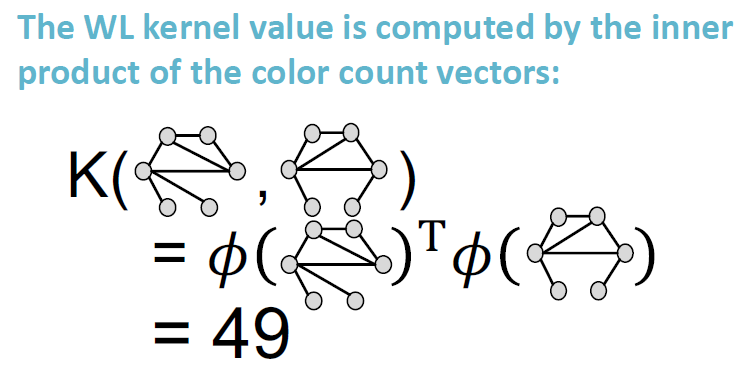 The WL kernel value is computed by the inner
product of the color count vectors:
K( , )
= ϕ( )ᵀϕ( )
= 49